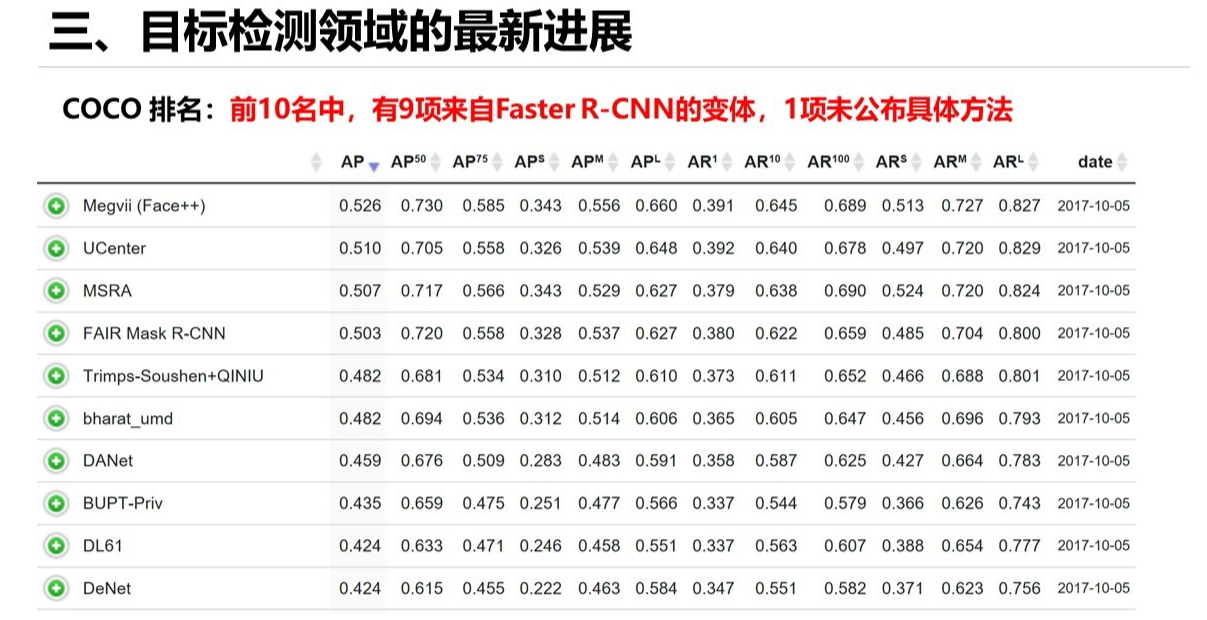 三、目标检测领域的最新进展
COCO 排名：前10名中，有9项来自Faster R-CNN的变体，1项未公布具体方法
AP AP50 AP75 APS APM APL AR1 AR10 AR100 ARS ARM ARL date
Megvii (Face++) 0.526 0.730 0.585 0.343 0.556 0.660 0.391 0.645 0.689 0.513 0.727 0.827 2017-10-05
UCenter 0.510 0.705 0.558 0.326 0.539 0.648 0.392 0.640 0.678 0.497 0.720 0.829 2017-10-05
MSRA 0.507 0.717 0.566 0.343 0.529 0.627 0.379 0.638 0.690 0.524 0.720 0.824 2017-10-05
FAIR Mask R-CNN 0.503 0.720 0.558 0.328 0.537 0.627 0.380 0.622 0.659 0.485 0.704 0.800 2017-10-05
Trimps-Soushen+QINIU 0.482 0.681 0.534 0.310 0.512 0.610 0.373 0.611 0.652 0.466 0.688 0.801 2017-10-05
bharat_umd 0.482 0.694 0.536 0.312 0.514 0.606 0.365 0.605 0.647 0.456 0.696 0.793 2017-10-05
DANet 0.459 0.676 0.509 0.283 0.483 0.591 0.358 0.587 0.625 0.427 0.664 0.783 2017-10-05
BUPT-Priv 0.435 0.659 0.475 0.251 0.477 0.566 0.337 0.544 0.579 0.366 0.626 0.743 2017-10-05
DL61 0.424 0.633 0.471 0.246 0.458 0.551 0.337 0.563 0.607 0.388 0.654 0.777 2017-10-05
DeNet 0.424 0.615 0.455 0.222 0.463 0.584 0.347 0.551 0.582 0.371 0.623 0.756 2017-10-05